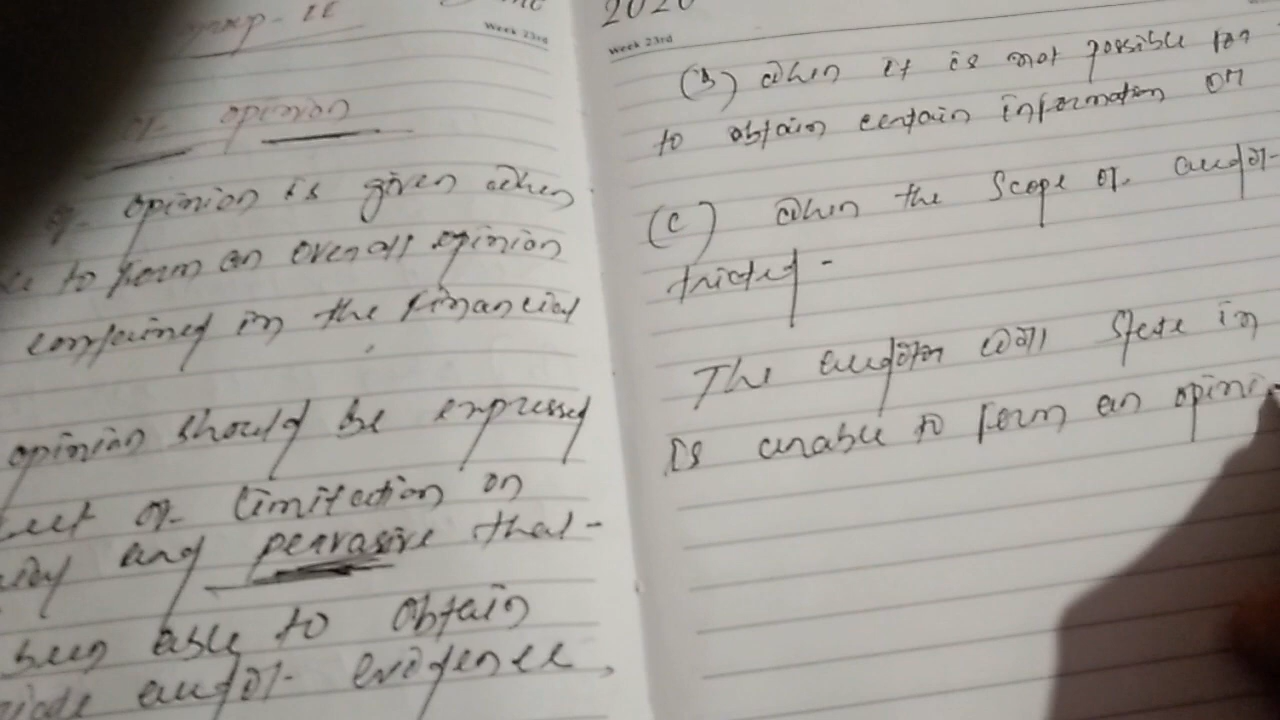 Week 23rd
opinion
opinion is given when
to form an overall opinion
contained in the financial
opinion should be expressed
of limitation on
and pervasive that-
been able to obtain
audit evidence,
2020
Week 23rd
(B) when it is not possible for
to obtain certain information or
(C) when the Scope of audit-
tricted -
The auditor will state in
is unable to form an opini